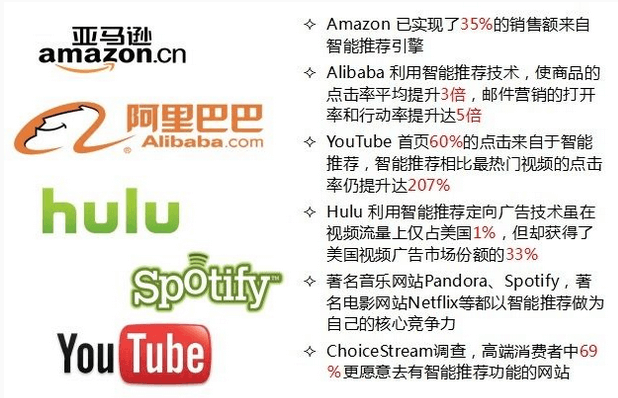 亚马逊
amazon.cn
阿里巴巴
Alibaba.com
hulu
Spotify™
YouTube
✧ Amazon 已实现了35%的销售额来自
智能推荐引擎
✧ Alibaba 利用智能推荐技术，使商品的
点击率平均提升3倍，邮件营销的打开
率和行动率提升达5倍
✧ YouTube 首页60%的点击来自于智能
推荐，智能推荐相比最热门视频的点击
率仍提升达207%
✧ Hulu 利用智能推荐定向广告技术虽在
视频流量上仅占美国1%，但却获得了
美国视频广告市场份额的33%
✧ 著名音乐网站Pandora、Spotify，著
名电影网站Netflix等都以智能推荐做为
自己的核心竞争力
✧ ChoiceStream调查，高端消费者中69
%更愿意去有智能推荐功能的网站